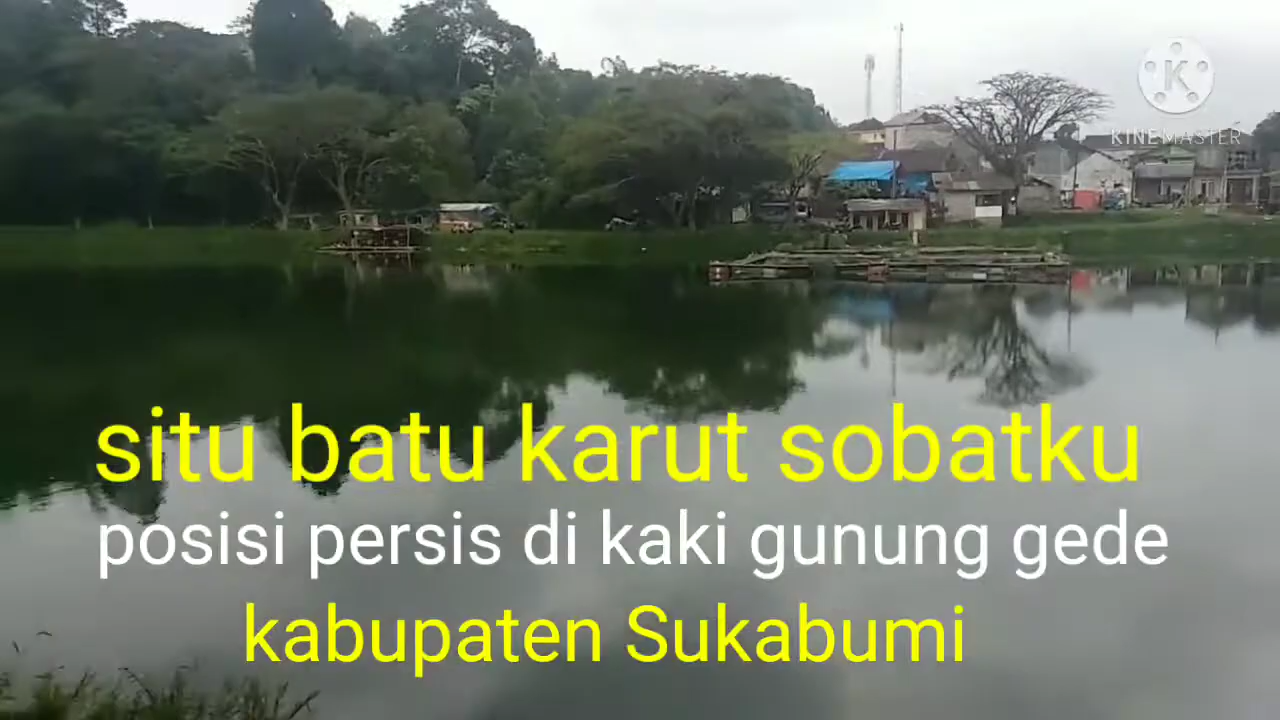 K
KINEMASTER
situ batu karut sobatku
posisi persis di kaki gunung gede
kabupaten Sukabumi